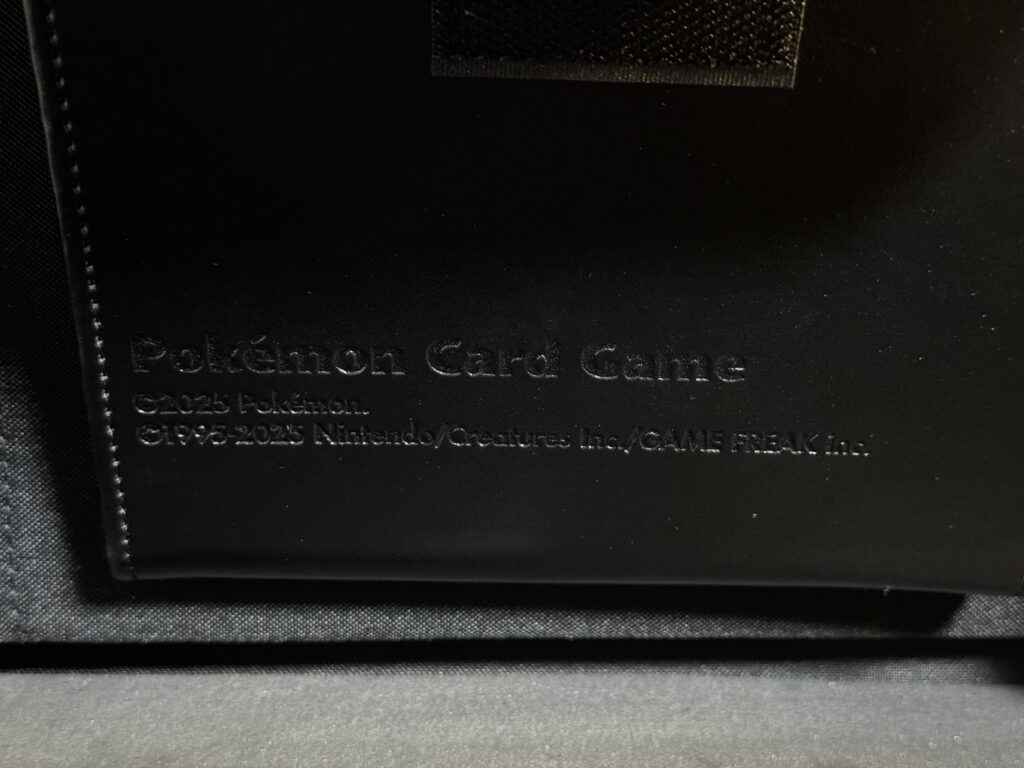 Pokémon Card Game
©2025 Pokémon.
©1995-2025 Nintendo/Creatures Inc./GAME FREAK inc.